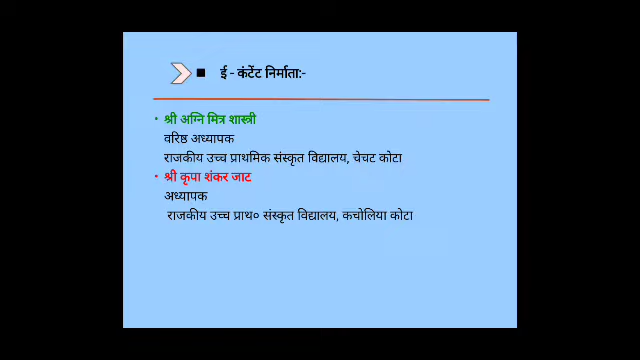 ■ ई - कंटेंट निर्माता:-
• श्री अग्नि मित्र शास्त्री
वरिष्ठ अध्यापक
राजकीय उच्च प्राथमिक संस्कृत विद्यालय, चेचट कोटा
• श्री कृपा शंकर जाट
अध्यापक
राजकीय उच्च प्राथ० संस्कृत विद्यालय, कचोलिया कोटा